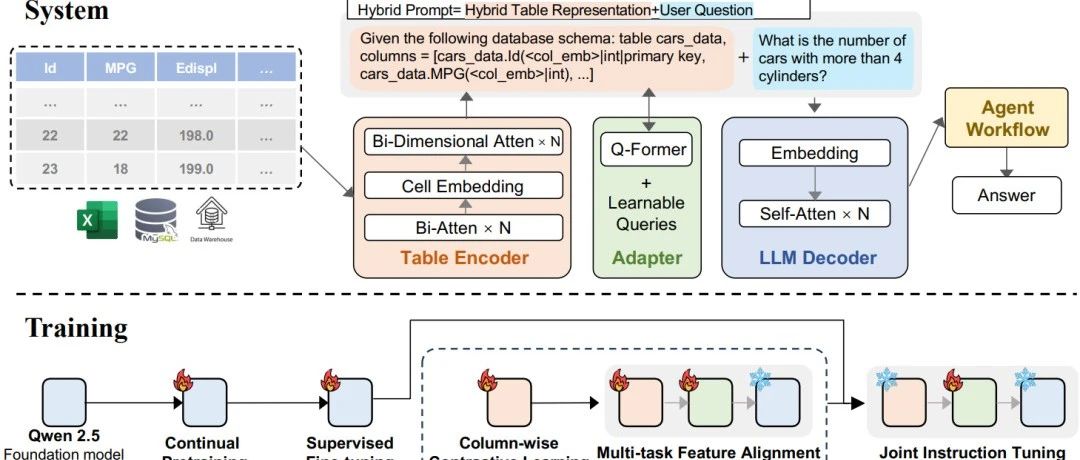 System
Hybrid Prompt= Hybrid Table Representation+User Question
Given the following database schema: table cars_data,
columns = [cars_data.Id(<col_emb>|int|primary key,
cars_data.MPG(<col_emb>|int), ...]
+
What is the number of
cars with more than 4
cylinders?
Id MPG Edispl ...
... ... ... ...
22 22 198.0 ...
23 18 199.0 ...
X
MySQL
Data Warehouse
Bi-Dimensional Atten × N
Cell Embedding
Bi-Atten × N
Table Encoder
Q-Former
+
Learnable
Queries
Adapter
Embedding
Self-Atten × N
LLM Decoder
Agent
Workflow
Answer
Training
Qwen 2.5
Foundation model
Continual
Pretraining
Supervised
Fine-tuning
Column-wise
Contrastive Learning
Multi-task Feature Alignment
Joint Instruction Tuning